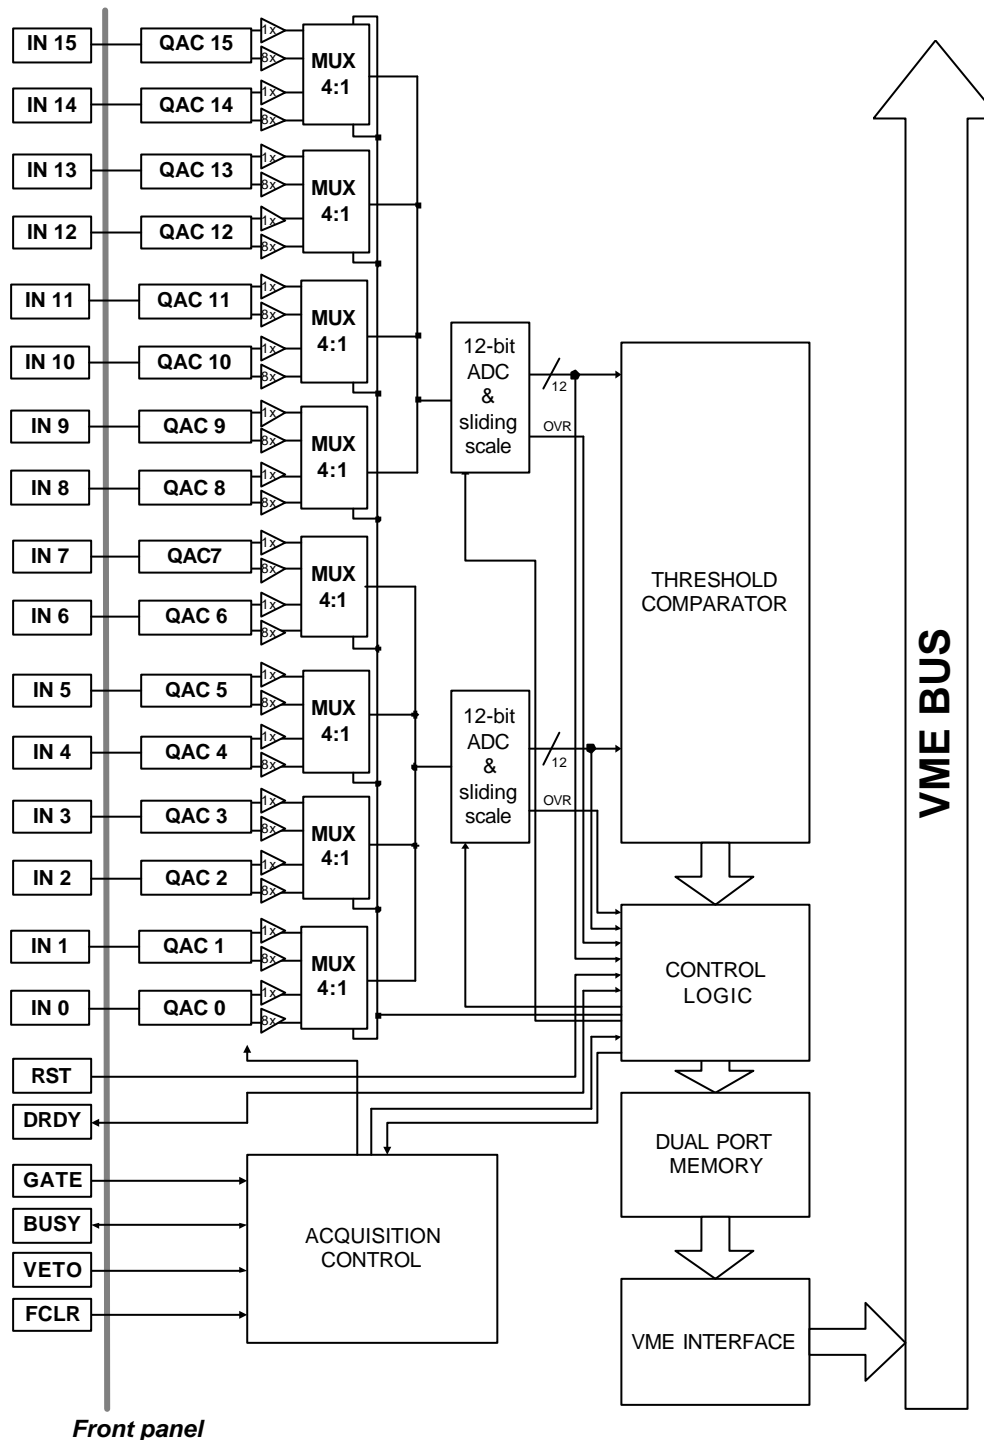 IN 15
QAC 15
1x
8x
MUX
4:1
IN 14
QAC 14
1x
8x
IN 13
QAC 13
1x
8x
MUX
4:1
IN 12
QAC 12
1x
8x
IN 11
QAC 11
1x
8x
MUX
4:1
IN 10
QAC 10
1x
8x
IN 9
QAC 9
1x
8x
MUX
4:1
IN 8
QAC 8
1x
8x
IN 7
QAC7
1x
8x
MUX
4:1
IN 6
QAC 6
1x
8x
IN 5
QAC 5
1x
8x
MUX
4:1
IN 4
QAC 4
1x
8x
IN 3
QAC 3
1x
8x
MUX
4:1
IN 2
QAC 2
1x
8x
IN 1
QAC 1
1x
8x
MUX
4:1
IN 0
QAC 0
1x
8x
12-bit
ADC
&
sliding
scale
12
OVR
12-bit
ADC
&
sliding
scale
12
OVR
THRESHOLD
COMPARATOR
CONTROL
LOGIC
DUAL PORT
MEMORY
VME INTERFACE
VME BUS
RST
DRDY
GATE
BUSY
VETO
FCLR
ACQUISITION
CONTROL
Front panel